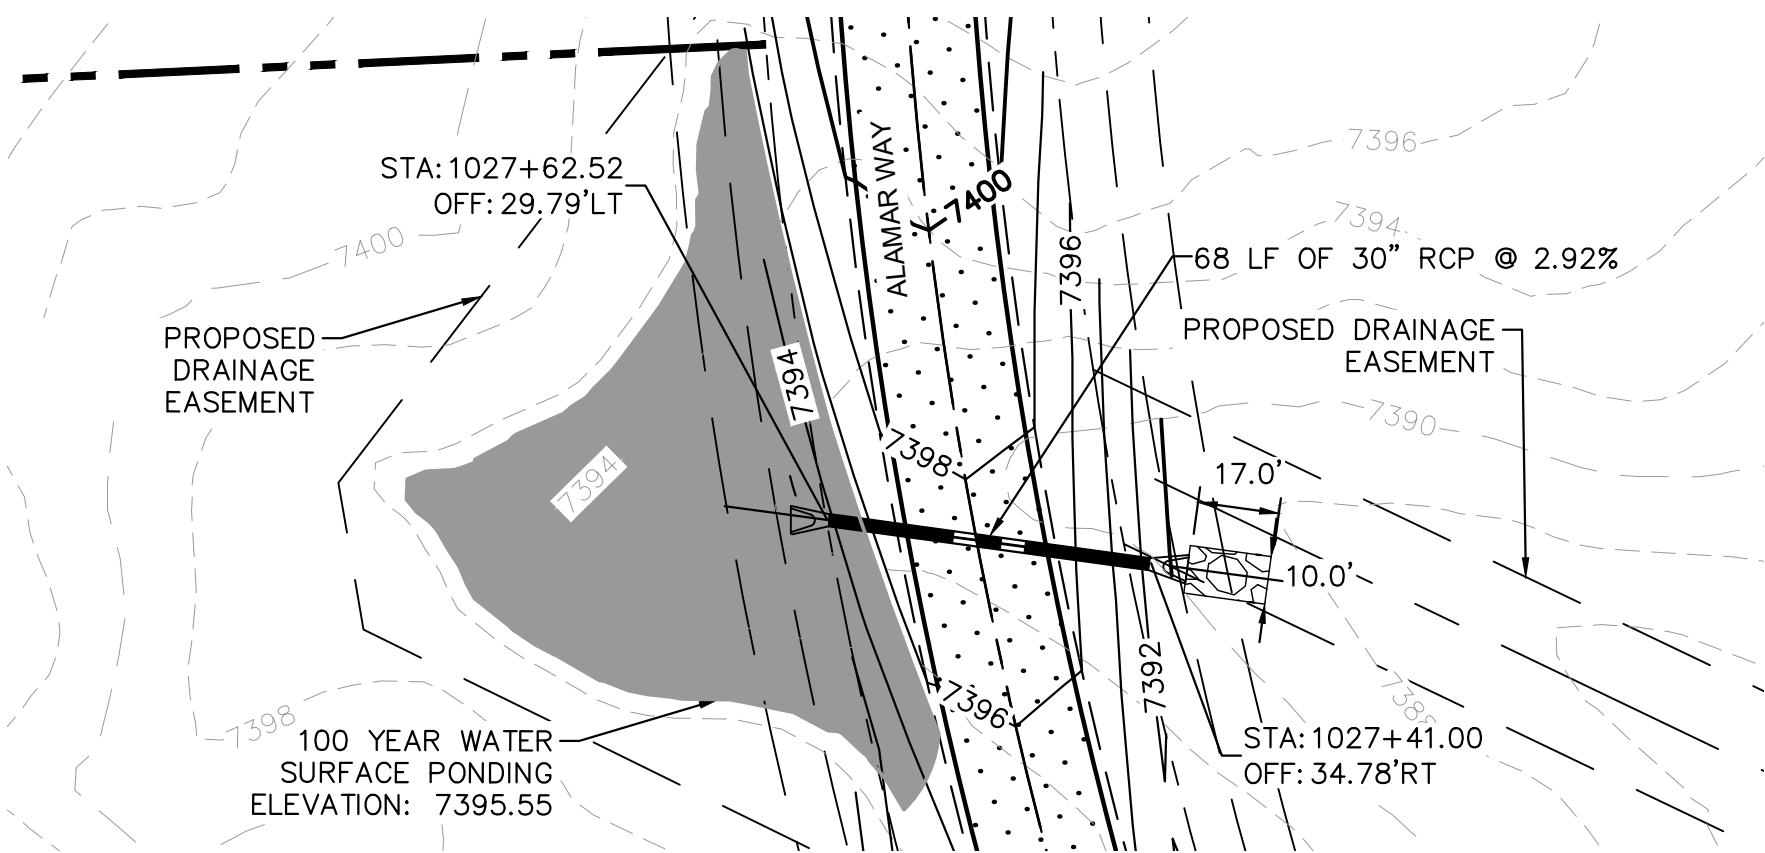 7396
ALAMAR WAY
STA: 1027+62.52
OFF: 29.79'LT
7400
7394
7400
68 LF OF 30" RCP @ 2.92%
7396
PROPOSED
DRAINAGE
EASEMENT
PROPOSED DRAINAGE
EASEMENT
7394
7390
7398
7394
17.0'
10.0'
7392
7396
7388
7398
100 YEAR WATER
SURFACE PONDING
ELEVATION: 7395.55
STA: 1027+41.00
OFF: 34.78'RT